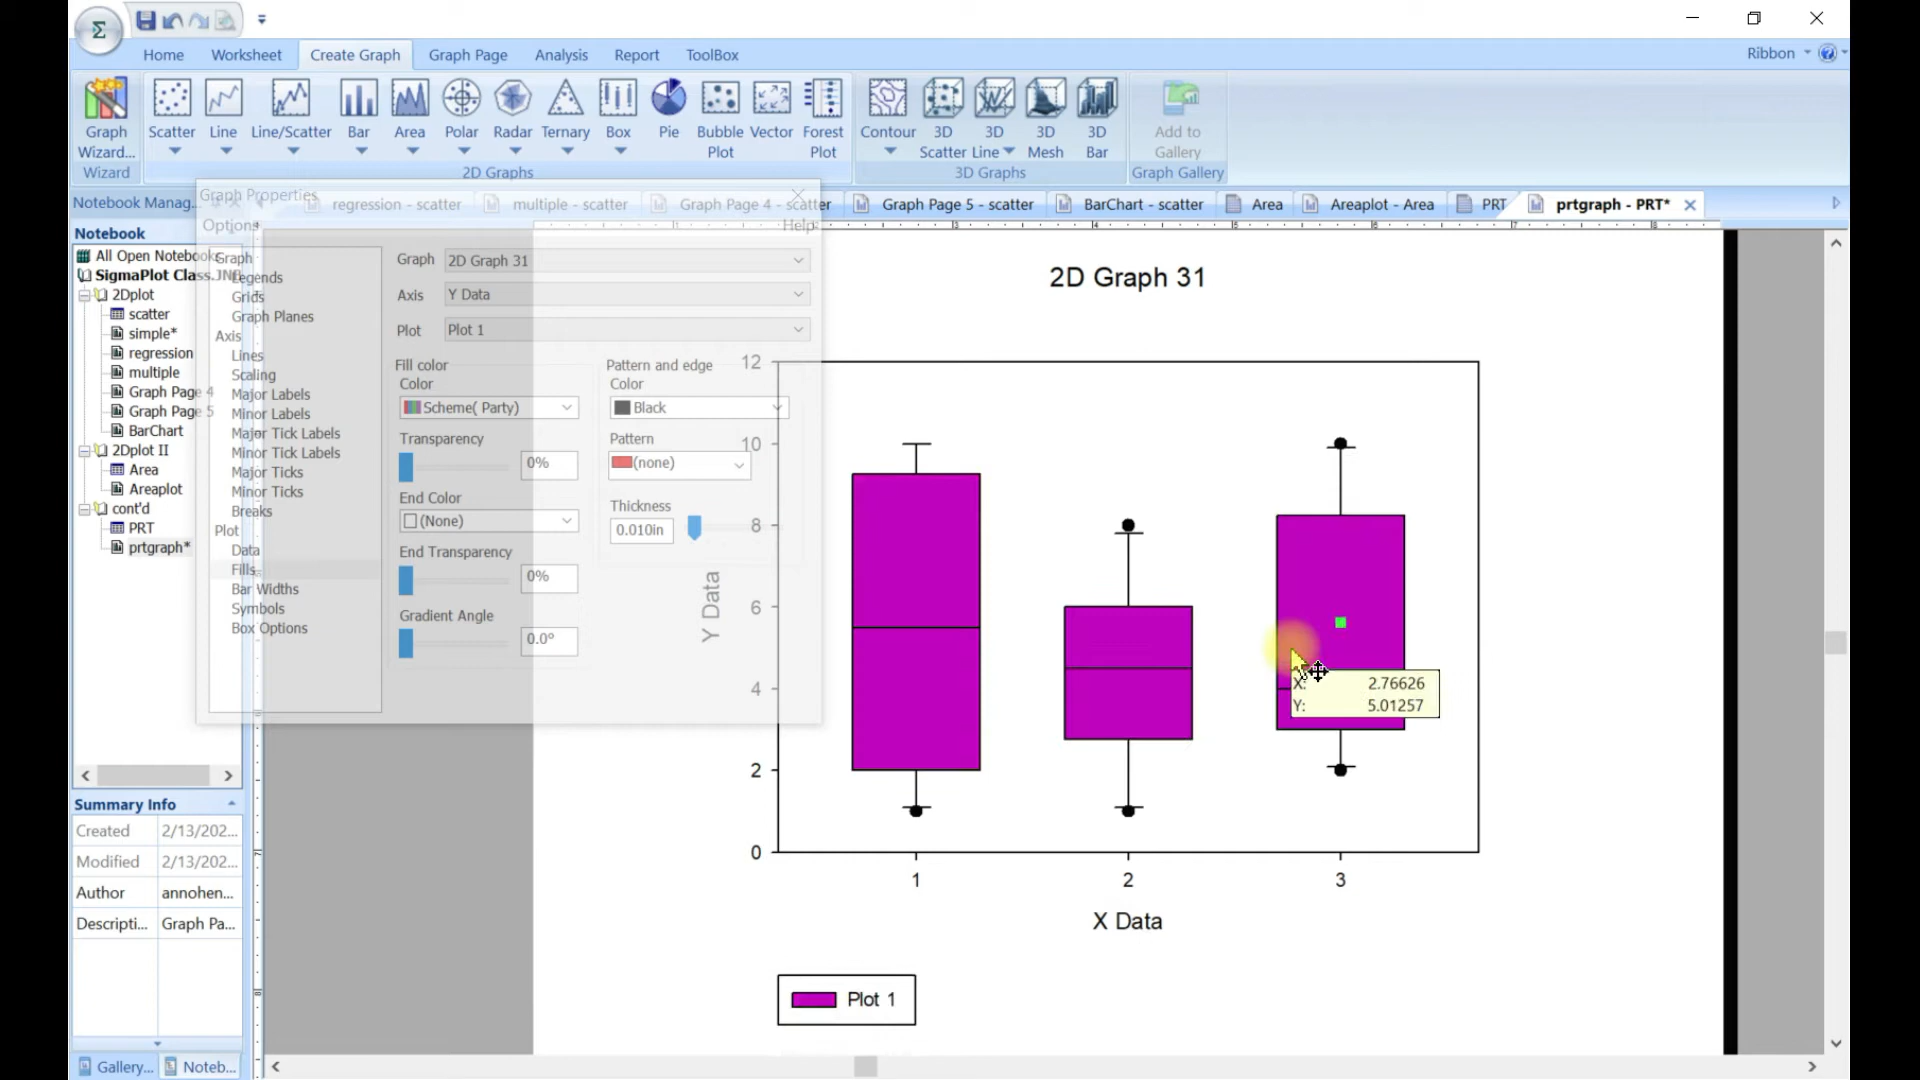 Σ
Home Worksheet Create Graph Graph Page Analysis Report ToolBox Ribbon
Graph Wizard... Scatter Line Line/Scatter Bar Area Polar Radar Ternary Box Pie Bubble Plot Vector Forest Plot Contour 3D Scatter 3D Line 3D Mesh 3D Bar Add to Gallery
Wizard 2D Graphs 3D Graphs Graph Gallery
Notebook Manag... regression - scatter multiple - scatter Graph Page 4 - scatter Graph Page 5 - scatter BarChart - scatter Area Areaplot - Area PRT prtgraph - PRT*
Notebook
All Open Notebooks
SigmaPlot Class.JNB
2Dplot
scatter
simple*
regression
multiple
Graph Page 4
Graph Page 5
BarChart
2Dplot II
Area
Areaplot
cont'd
PRT
prtgraph*
Summary Info
Created 2/13/202...
Modified 2/13/202...
Author annohen...
Descripti... Graph Pa...
Gallery... Noteb...
Graph Properties
Options Help
Graph
Legends
Grids
Graph Planes
Axis
Lines
Scaling
Major Labels
Minor Labels
Major Tick Labels
Minor Tick Labels
Major Ticks
Minor Ticks
Breaks
Plot
Data
Fills
Bar Widths
Symbols
Box Options
Graph 2D Graph 31
Axis Y Data
Plot Plot 1
Fill color
Color
Scheme( Party)
Transparency
0%
End Color
(None)
End Transparency
0%
Gradient Angle
0.0°
Pattern and edge
Color
Black
Pattern
(none)
Thickness
0.010in
2D Graph 31
12
10
8
6
4
2
0
Y Data
1 2 3
X Data
X: 2.76626
Y: 5.01257
Plot 1